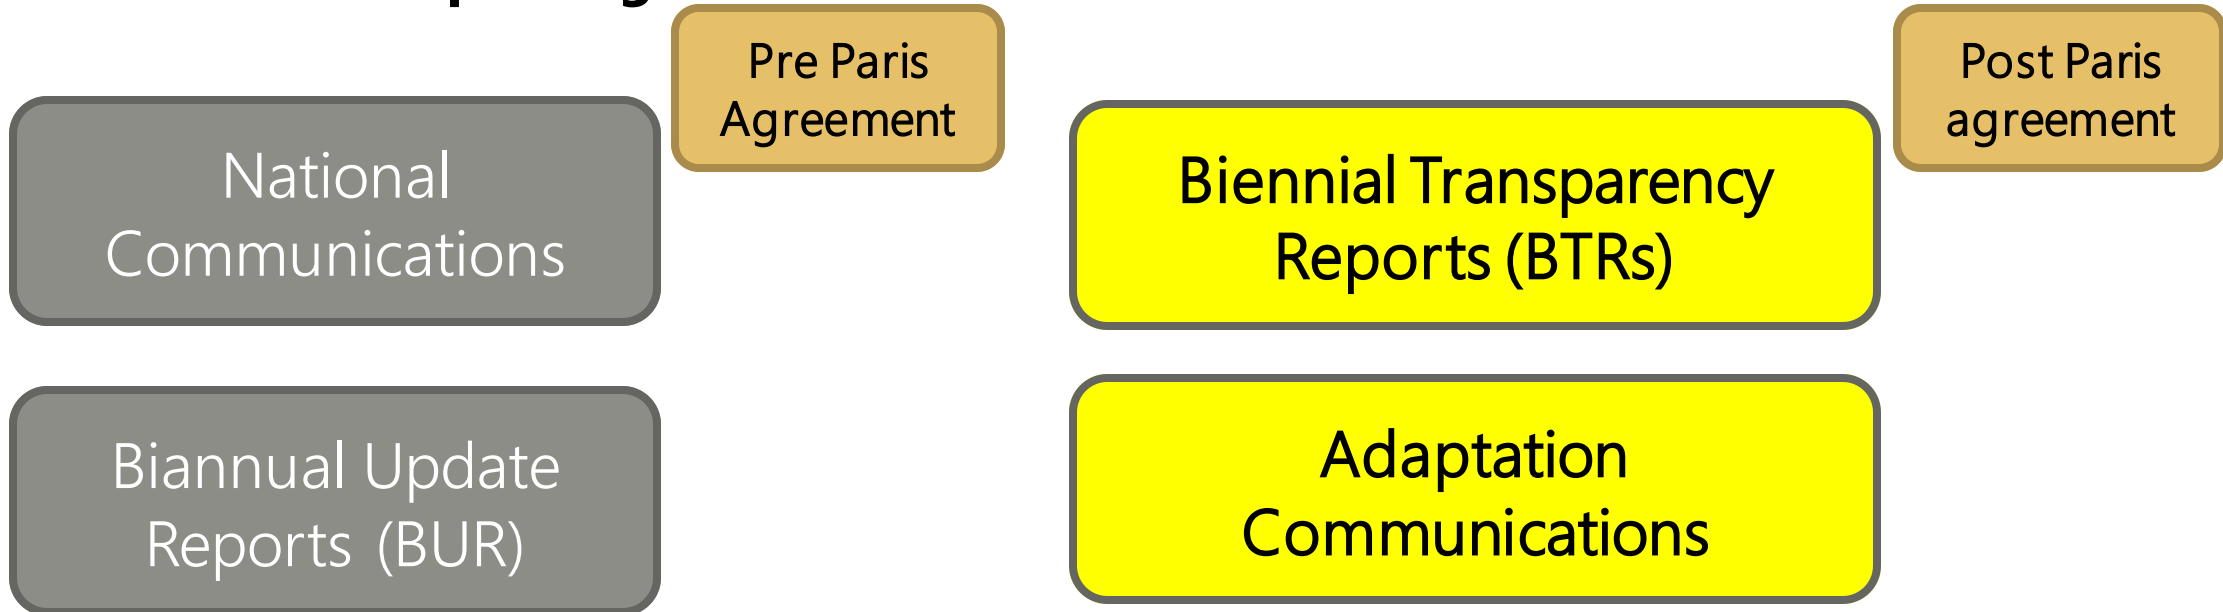 Pre Paris
Agreement
Post Paris
agreement
National
Communications
Biennial Transparency
Reports (BTRs)
Biannual Update
Reports (BUR)
Adaptation
Communications